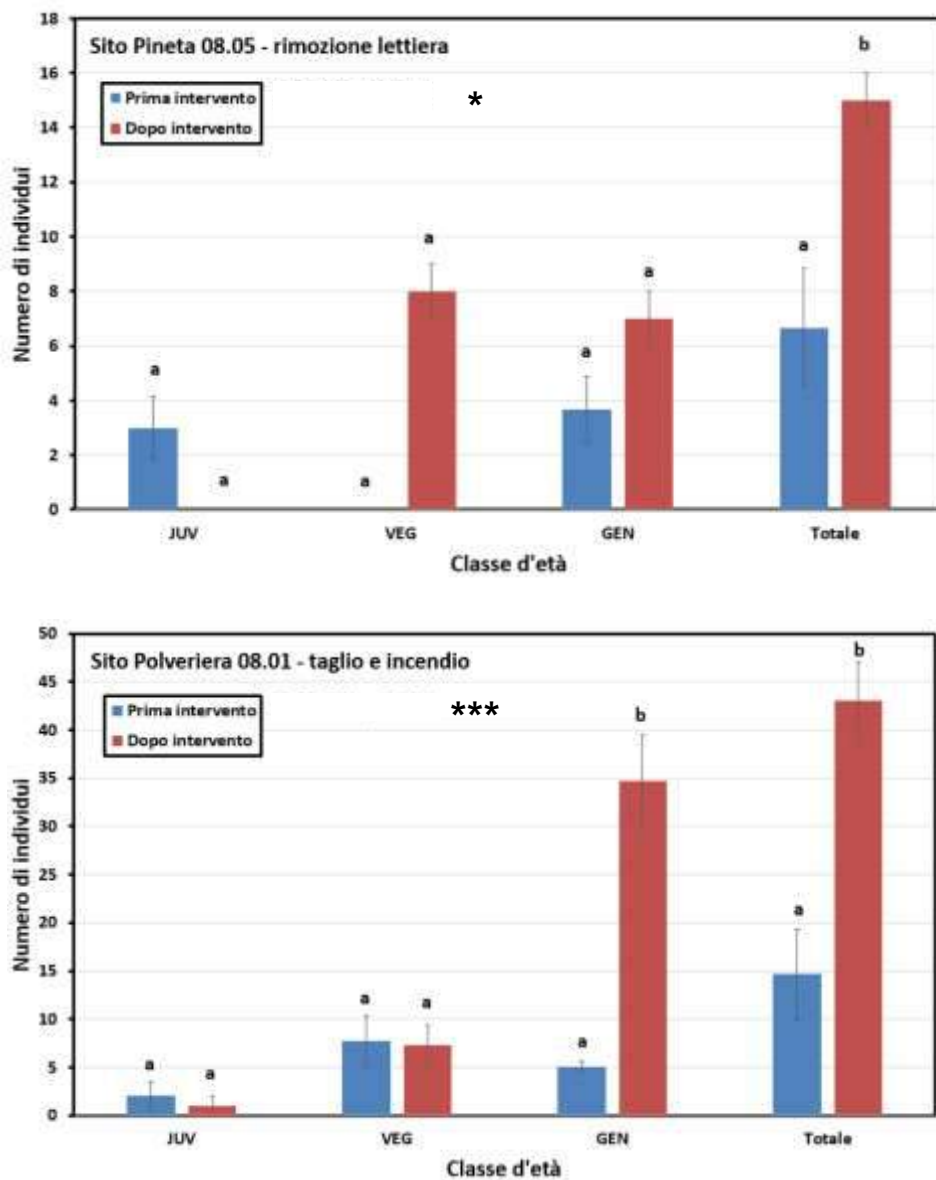 18
Sito Pineta 08.05 - rimozione lettiera
b
16
Prima intervento
*
14
Dopo intervento
12
10
a
a
a
8
6
a
a
4
2
a
a
0
JUV VEG GEN Totale
Numero di individui
Classe d'età
50
Sito Polveriera 08.01 - taglio e incendio
b
45
Prima intervento
***
b
40
Dopo intervento
35
30
25
20
a
15
a
a
10
a
a
a
5
0
JUV VEG GEN Totale
Numero di individui
Classe d'età